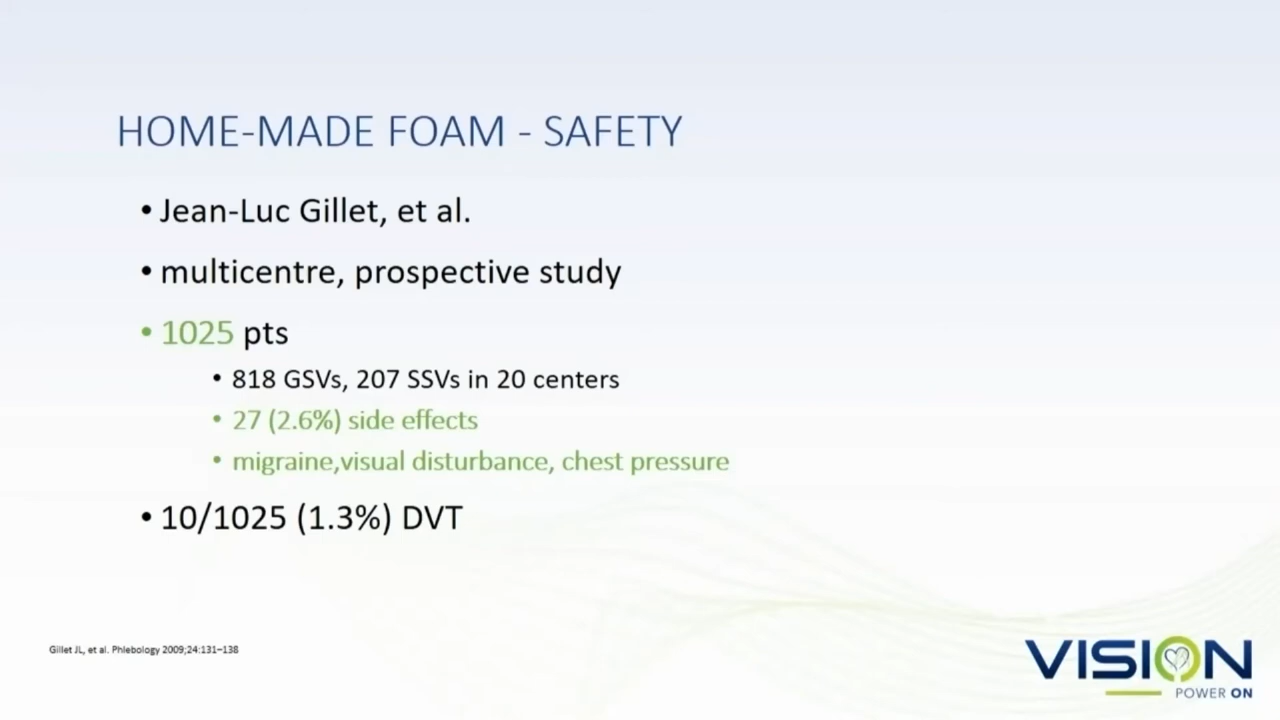 HOME-MADE FOAM - SAFETY
• Jean-Luc Gillet, et al.
• multicentre, prospective study
• 1025 pts
• 818 GSVs, 207 SSVs in 20 centers
• 27 (2.6%) side effects
• migraine,visual disturbance, chest pressure
• 10/1025 (1.3%) DVT
Gillet JL, et al. Phlebology 2009;24:131–138
VISION
POWER ON